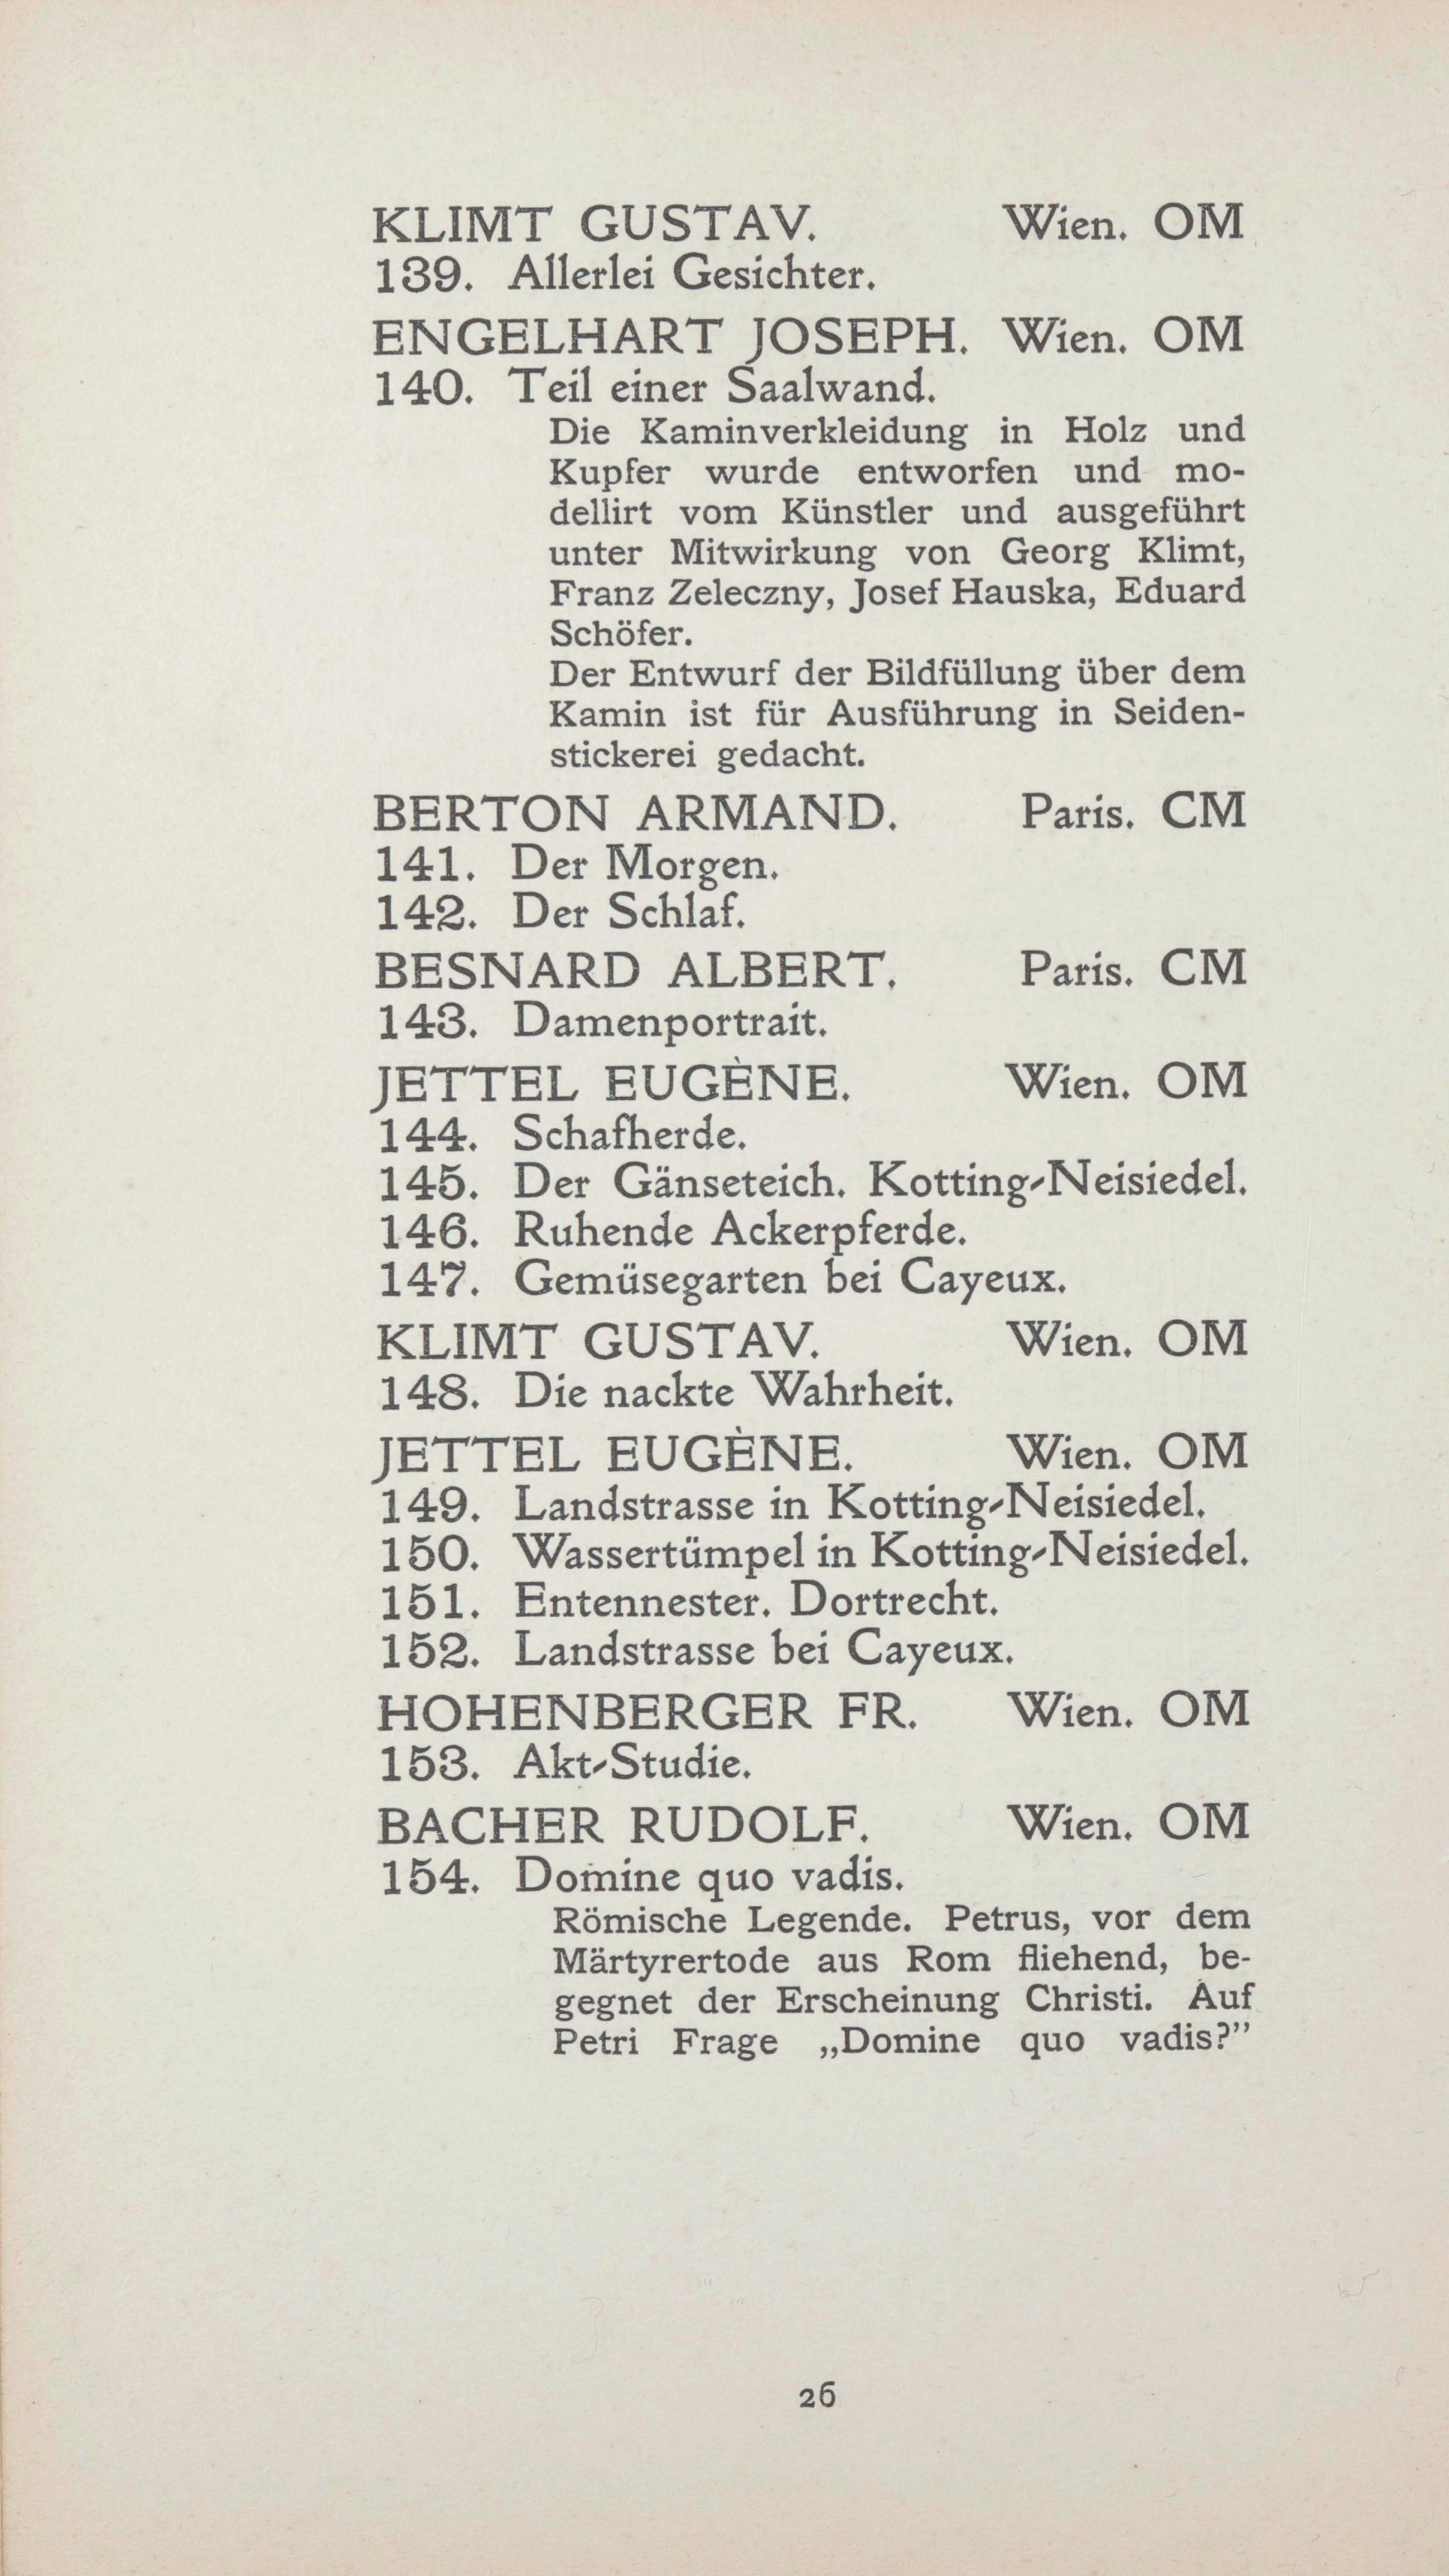 KLIMT GUSTAV. Wien. OM
139. Allerlei Gesichter.
ENGELHART JOSEPH. Wien. OM
140. Teil einer Saalwand.
Die Kaminverkleidung in Holz und
Kupfer wurde entworfen und mo-
dellirt vom Künstler und ausgeführt
unter Mitwirkung von Georg Klimt,
Franz Zeleczny, Josef Hauska, Eduard
Schöfer.
Der Entwurf der Bildfüllung über dem
Kamin ist für Ausführung in Seiden-
stickerei gedacht.
BERTON ARMAND. Paris. CM
141. Der Morgen.
142. Der Schlaf.
BESNARD ALBERT. Paris. CM
143. Damenportrait.
JETTEL EUGÈNE. Wien. OM
144. Schafherde.
145. Der Gänseteich. Kotting-Neisiedel.
146. Ruhende Ackerpferde.
147. Gemüsegarten bei Cayeux.
KLIMT GUSTAV. Wien. OM
148. Die nackte Wahrheit.
JETTEL EUGÈNE. Wien. OM
149. Landstrasse in Kotting-Neisiedel.
150. Wassertümpel in Kotting-Neisiedel.
151. Entennester. Dortrecht.
152. Landstrasse bei Cayeux.
HOHENBERGER FR. Wien. OM
153. Akt-Studie.
BACHER RUDOLF. Wien. OM
154. Domine quo vadis.
Römische Legende. Petrus, vor dem
Märtyrertode aus Rom fliehend, be-
gegnet der Erscheinung Christi. Auf
Petri Frage „Domine quo vadis?”
26